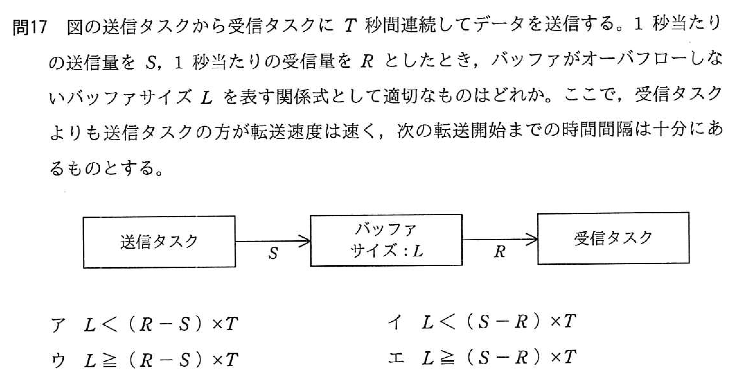 問17 図の送信タスクから受信タスクに T 秒間連続してデータを送信する。1 秒当たり
の送信量を S，1 秒当たりの受信量を R としたとき，バッファがオーバフローしな
いバッファサイズ L を表す関係式として適切なものはどれか。ここで，受信タスク
よりも送信タスクの方が転送速度は速く，次の転送開始までの時間間隔は十分にあ
るものとする。
送信タスク S バッファ R 受信タスク
サイズ：L
ア L＜（R－S）×T イ L＜（S－R）×T
ウ L≧（R－S）×T エ L≧（S－R）×T